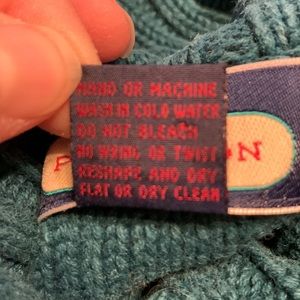 HAND OR MACHINE
WASH IN COLD WATER
DO NOT BLEACH
NO WRING OR TWIST
RESHAPE AND DRY
FLAT OR DRY CLEAN